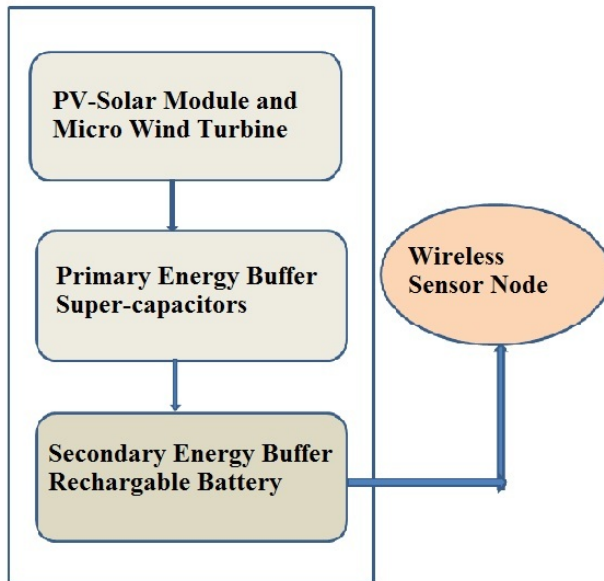 PV-Solar Module and
Micro Wind Turbine
Primary Energy Buffer
Super-capacitors
Wireless
Sensor Node
Secondary Energy Buffer
Rechargable Battery